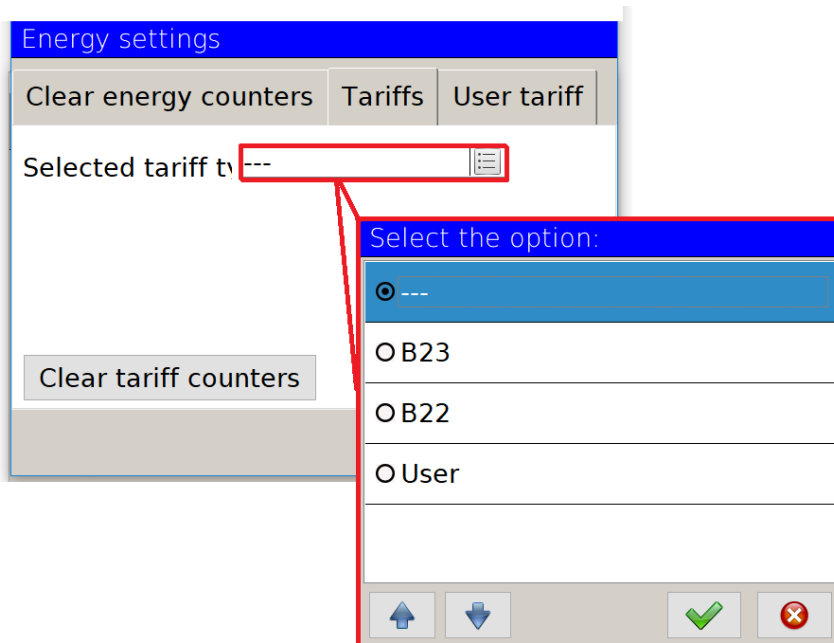 Energy settings
Clear energy counters Tariffs User tariff
Selected tariff ty ---
Select the option:
---
B23
B22
User
Clear tariff counters